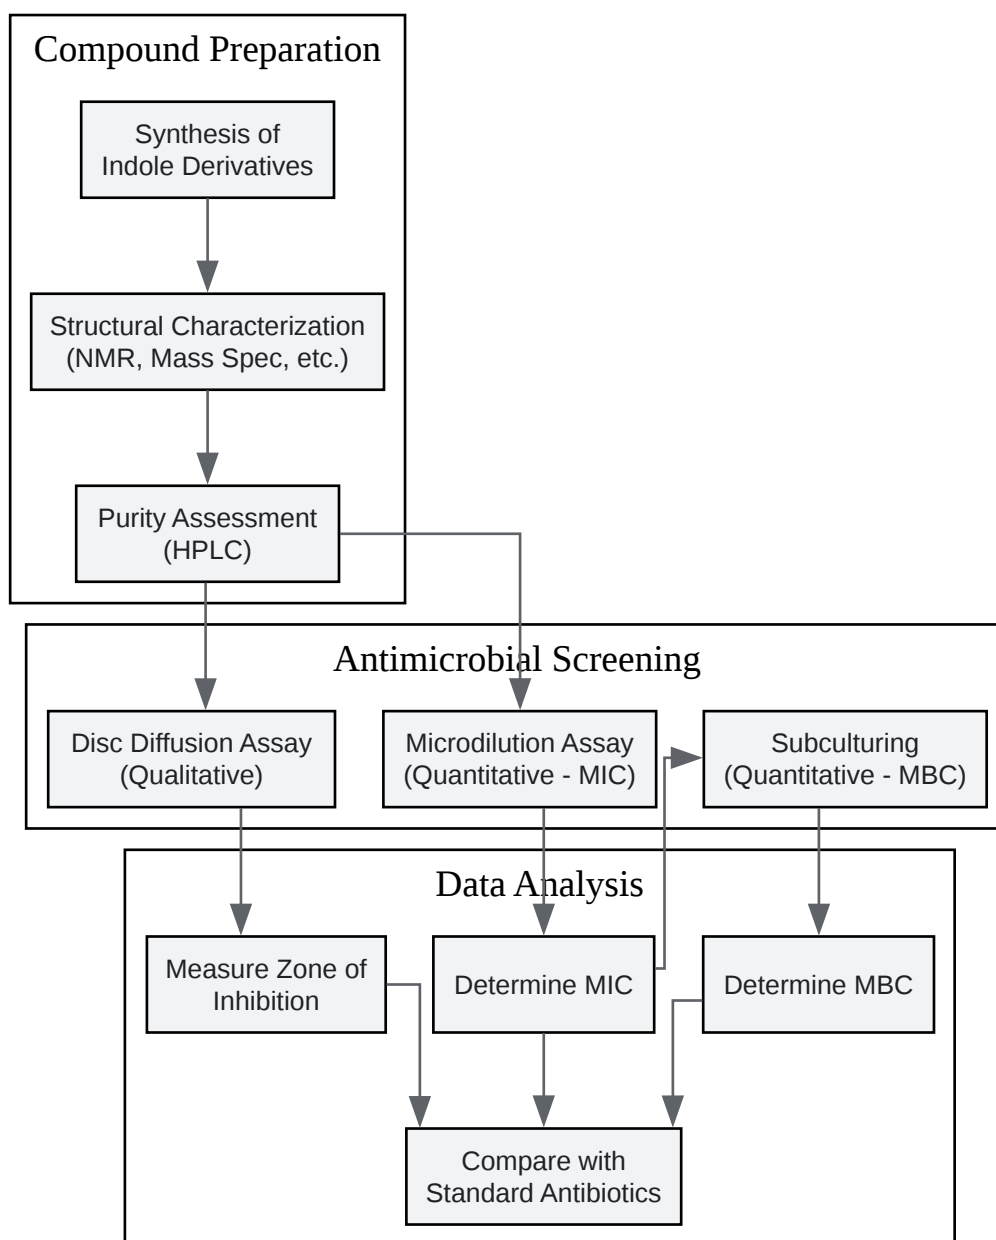 Compound Preparation
Synthesis of
Indole Derivatives
Structural Characterization
(NMR, Mass Spec, etc.)
Purity Assessment
(HPLC)
Antimicrobial Screening
Disc Diffusion Assay
(Qualitative)
Microdilution Assay
(Quantitative - MIC)
Subculturing
(Quantitative - MBC)
Data Analysis
Measure Zone of
Inhibition
Determine MIC
Determine MBC
Compare with
Standard Antibiotics